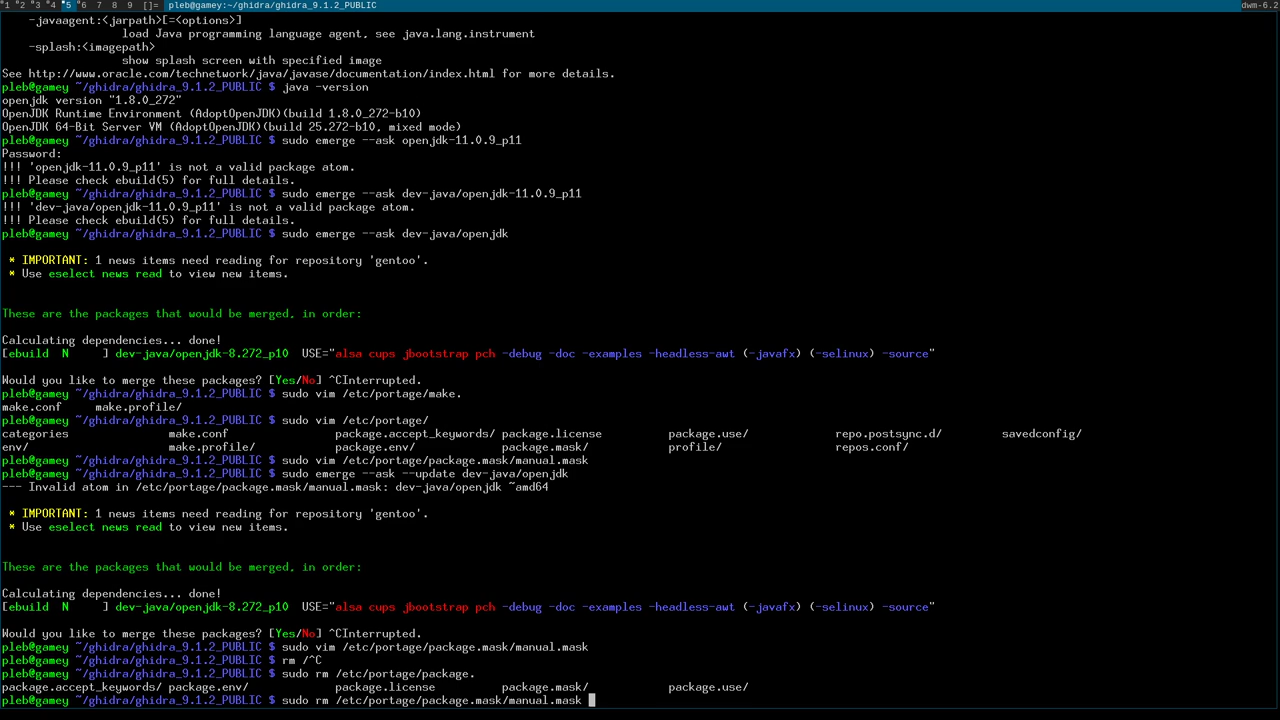 1 2 3 4 5 6 7 8 9 []= pleb@gamey:~/ghidra/ghidra_9.1.2_PUBLIC dwm-6.2
-javaagent:<jarpath>[=<options>]
load Java programming language agent, see java.lang.instrument
-splash:<imagepath>
show splash screen with specified image
See http://www.oracle.com/technetwork/java/javase/documentation/index.html for more details.
pleb@gamey ~/ghidra/ghidra_9.1.2_PUBLIC $ java -version
openjdk version "1.8.0_272"
OpenJDK Runtime Environment (AdoptOpenJDK)(build 1.8.0_272-b10)
OpenJDK 64-Bit Server VM (AdoptOpenJDK)(build 25.272-b10, mixed mode)
pleb@gamey ~/ghidra/ghidra_9.1.2_PUBLIC $ sudo emerge --ask openjdk-11.0.9_p11
Password:
!!! 'openjdk-11.0.9_p11' is not a valid package atom.
!!! Please check ebuild(5) for full details.
pleb@gamey ~/ghidra/ghidra_9.1.2_PUBLIC $ sudo emerge --ask dev-java/openjdk-11.0.9_p11
!!! 'dev-java/openjdk-11.0.9_p11' is not a valid package atom.
!!! Please check ebuild(5) for full details.
pleb@gamey ~/ghidra/ghidra_9.1.2_PUBLIC $ sudo emerge --ask dev-java/openjdk
* IMPORTANT: 1 news items need reading for repository 'gentoo'.
* Use eselect news read to view new items.
These are the packages that would be merged, in order:
Calculating dependencies... done!
[ebuild N ] dev-java/openjdk-8.272_p10 USE="alsa cups jbootstrap pch -debug -doc -examples -headless-awt (-javafx) (-selinux) -source"
Would you like to merge these packages? [Yes/No] ^CInterrupted.
pleb@gamey ~/ghidra/ghidra_9.1.2_PUBLIC $ sudo vim /etc/portage/make.
make.conf make.profile/
pleb@gamey ~/ghidra/ghidra_9.1.2_PUBLIC $ sudo vim /etc/portage/
categories make.conf package.accept_keywords/ package.license package.use/ repo.postsync.d/ savedconfig/
env/ make.profile/ package.env/ package.mask/ profile/ repos.conf/
pleb@gamey ~/ghidra/ghidra_9.1.2_PUBLIC $ sudo vim /etc/portage/package.mask/manual.mask
pleb@gamey ~/ghidra/ghidra_9.1.2_PUBLIC $ sudo emerge --ask --update dev-java/openjdk
--- Invalid atom in /etc/portage/package.mask/manual.mask: dev-java/openjdk ~amd64
* IMPORTANT: 1 news items need reading for repository 'gentoo'.
* Use eselect news read to view new items.
These are the packages that would be merged, in order:
Calculating dependencies... done!
[ebuild N ] dev-java/openjdk-8.272_p10 USE="alsa cups jbootstrap pch -debug -doc -examples -headless-awt (-javafx) (-selinux) -source"
Would you like to merge these packages? [Yes/No] ^CInterrupted.
pleb@gamey ~/ghidra/ghidra_9.1.2_PUBLIC $ sudo vim /etc/portage/package.mask/manual.mask
pleb@gamey ~/ghidra/ghidra_9.1.2_PUBLIC $ rm /^C
pleb@gamey ~/ghidra/ghidra_9.1.2_PUBLIC $ sudo rm /etc/portage/package.
package.accept_keywords/ package.env/ package.license package.mask/ package.use/
pleb@gamey ~/ghidra/ghidra_9.1.2_PUBLIC $ sudo rm /etc/portage/package.mask/manual.mask